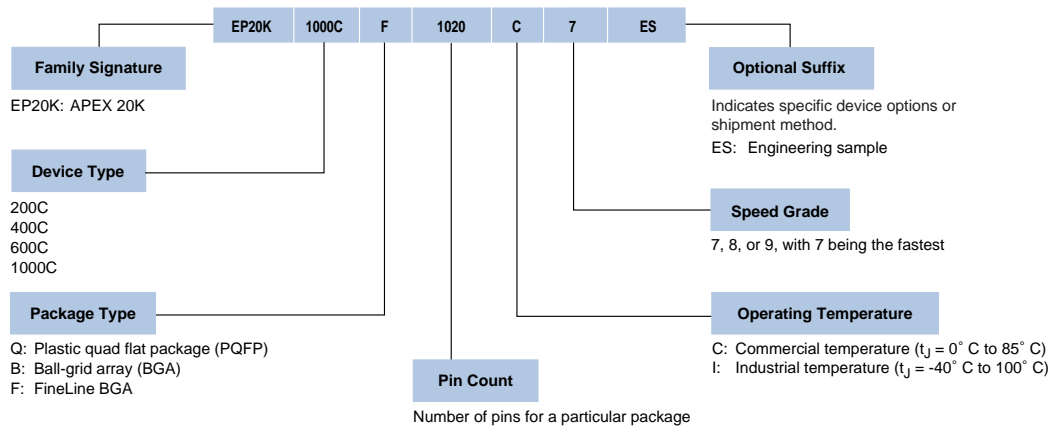 EP20K 1000C F 1020 C 7 ES
Family Signature
EP20K: APEX 20K
Optional Suffix
Indicates specific device options or
shipment method.
ES: Engineering sample
Device Type
200C
400C
600C
1000C
Speed Grade
7, 8, or 9, with 7 being the fastest
Package Type
Q: Plastic quad flat package (PQFP)
B: Ball-grid array (BGA)
F: FineLine BGA
Operating Temperature
C: Commercial temperature (tJ = 0° C to 85° C)
I: Industrial temperature (tJ = -40° C to 100° C)
Pin Count
Number of pins for a particular package